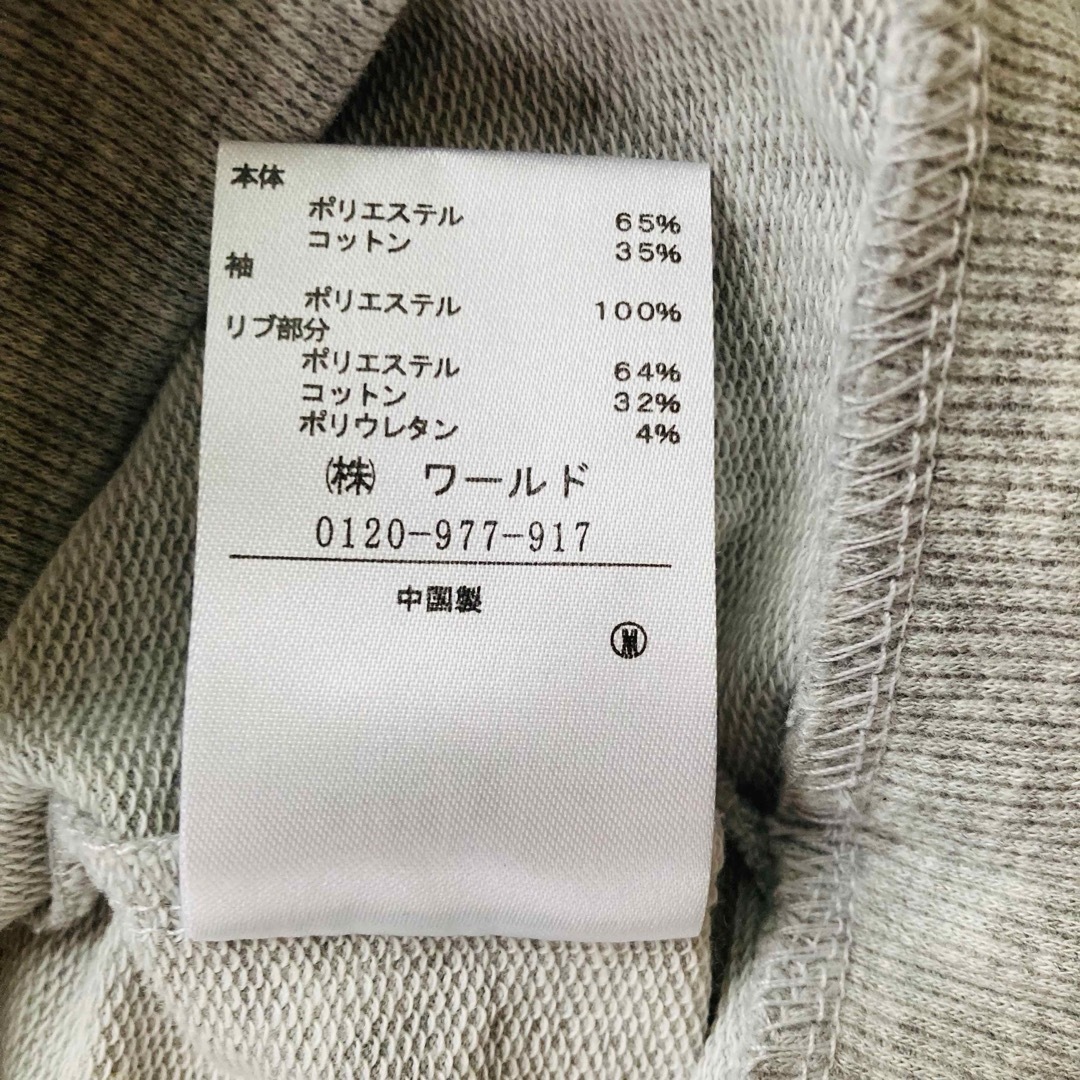 本体
ポリエステル 65%
コットン 35%
袖
ポリエステル 100%
リブ部分
ポリエステル 64%
コットン 32%
ポリウレタン 4%
㈱ ワールド
0120-977-917
中国製